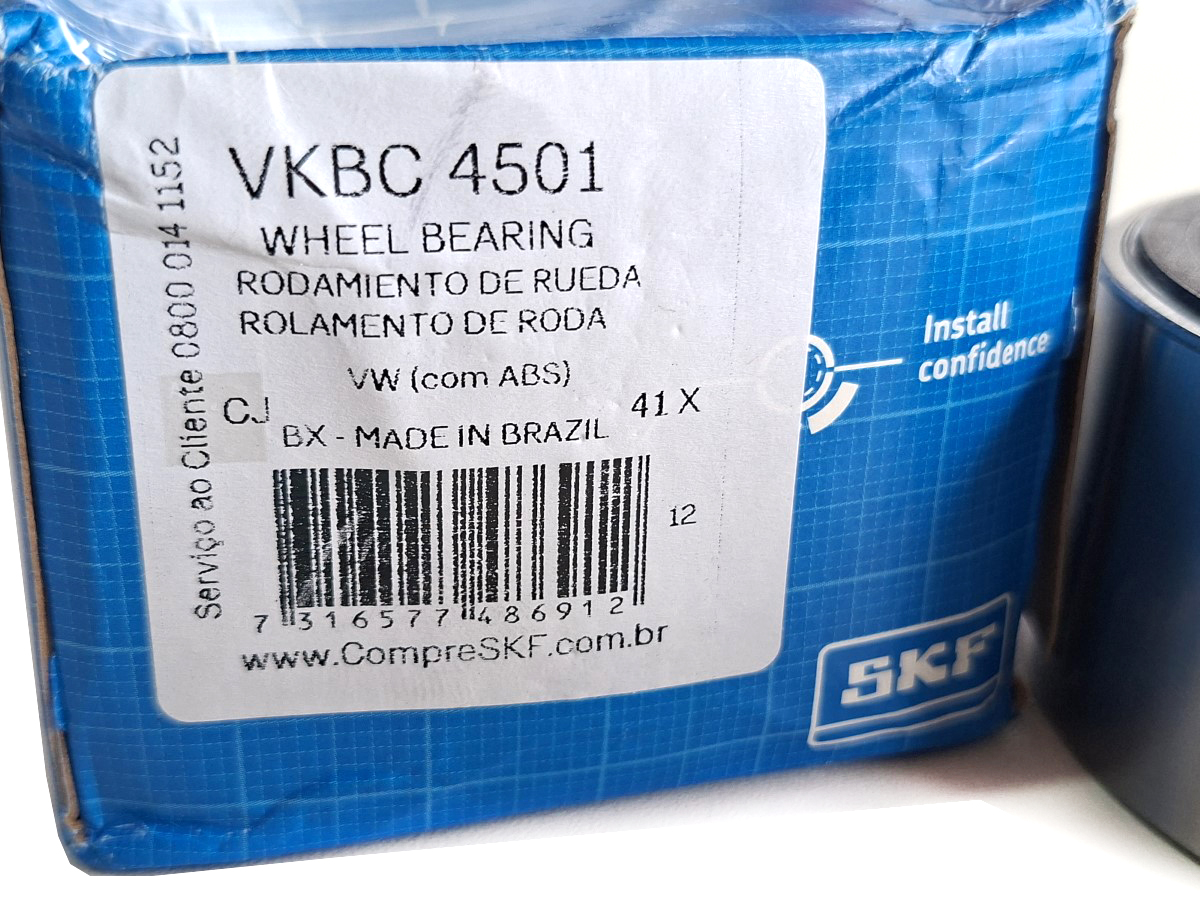 VKBC 4501
WHEEL BEARING
RODAMIENTO DE RUEDA
ROLAMENTO DE RODA
VW (com ABS)
CJ
41 X
BX - MADE IN BRAZIL
12
7 316577 486912
www.CompreSKF.com.br
Serviço ao Cliente 0800 014 1152
Install
confidence
SKF